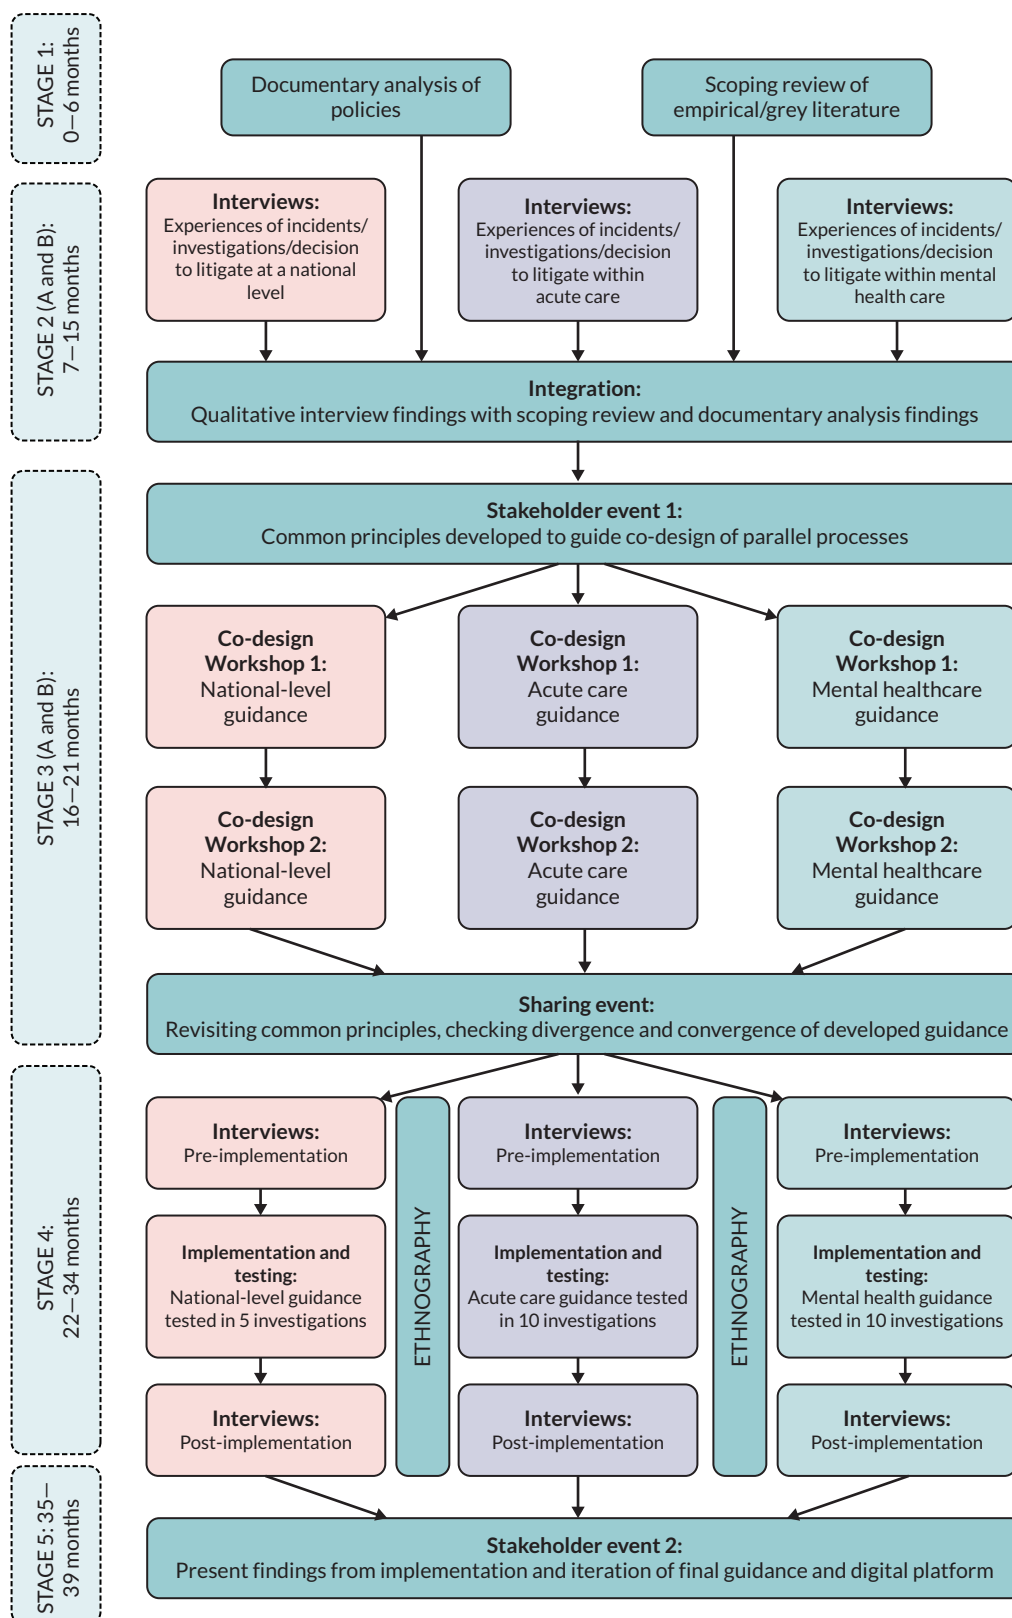 STAGE 1:
0—6 months
Documentary analysis of
policies
Scoping review of
empirical/grey literature
STAGE 2 (A and B):
7—15 months
Interviews:
Experiences of incidents/
investigations/decision
to litigate at a national
level
Interviews:
Experiences of incidents/
investigations/decision
to litigate within
acute care
Interviews:
Experiences of incidents/
investigations/decision
to litigate within mental
health care
Integration:
Qualitative interview findings with scoping review and documentary analysis findings
STAGE 3 (A and B):
16—21 months
Stakeholder event 1:
Common principles developed to guide co-design of parallel processes
Co-design
Workshop 1:
National-level
guidance
Co-design
Workshop 1:
Acute care
guidance
Co-design
Workshop 1:
Mental healthcare
guidance
Co-design
Workshop 2:
National-level
guidance
Co-design
Workshop 2:
Acute care
guidance
Co-design
Workshop 2:
Mental healthcare
guidance
Sharing event:
Revisiting common principles, checking divergence and convergence of developed guidance
STAGE 4:
22—34 months
Interviews:
Pre-implementation
ETHNOGRAPHY
Interviews:
Pre-implementation
ETHNOGRAPHY
Interviews:
Pre-implementation
Implementation and
testing:
National-level guidance
tested in 5 investigations
Implementation and
testing:
Acute care guidance tested
in 10 investigations
Implementation and
testing:
Mental health guidance
tested in 10 investigations
Interviews:
Post-implementation
Interviews:
Post-implementation
Interviews:
Post-implementation
STAGE 5: 35—
39 months
Stakeholder event 2:
Present findings from implementation and iteration of final guidance and digital platform